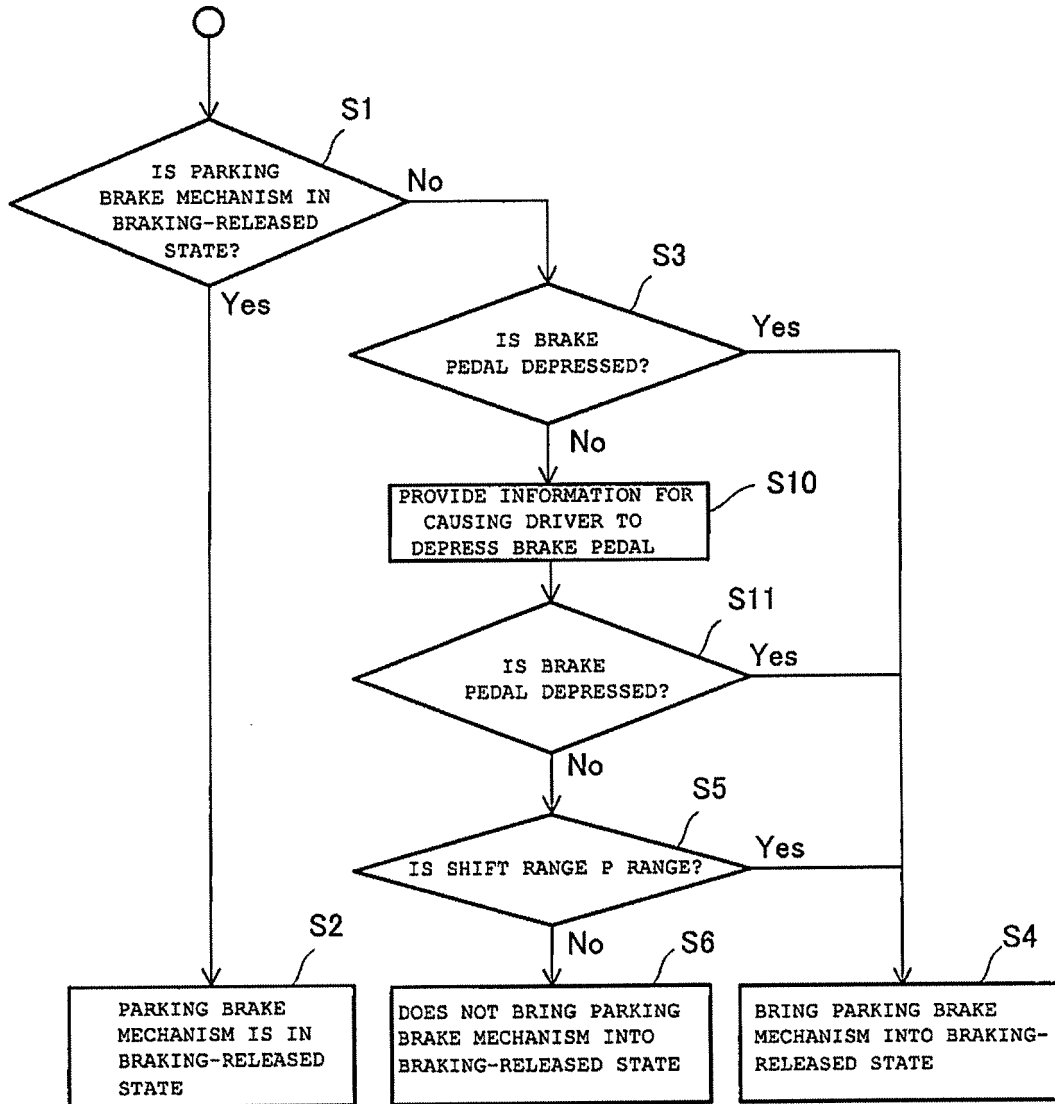 S1
IS PARKING
BRAKE MECHANISM IN
BRAKING-RELEASED
STATE?
No
Yes
S3
IS BRAKE
PEDAL DEPRESSED?
Yes
No
S10
PROVIDE INFORMATION FOR
CAUSING DRIVER TO
DEPRESS BRAKE PEDAL
S11
IS BRAKE
PEDAL DEPRESSED?
Yes
No
S5
IS SHIFT RANGE P RANGE?
Yes
No
S2
PARKING BRAKE
MECHANISM IS IN
BRAKING-RELEASED
STATE
S6
DOES NOT BRING PARKING
BRAKE MECHANISM INTO
BRAKING-RELEASED STATE
S4
BRING PARKING BRAKE
MECHANISM INTO BRAKING-
RELEASED STATE